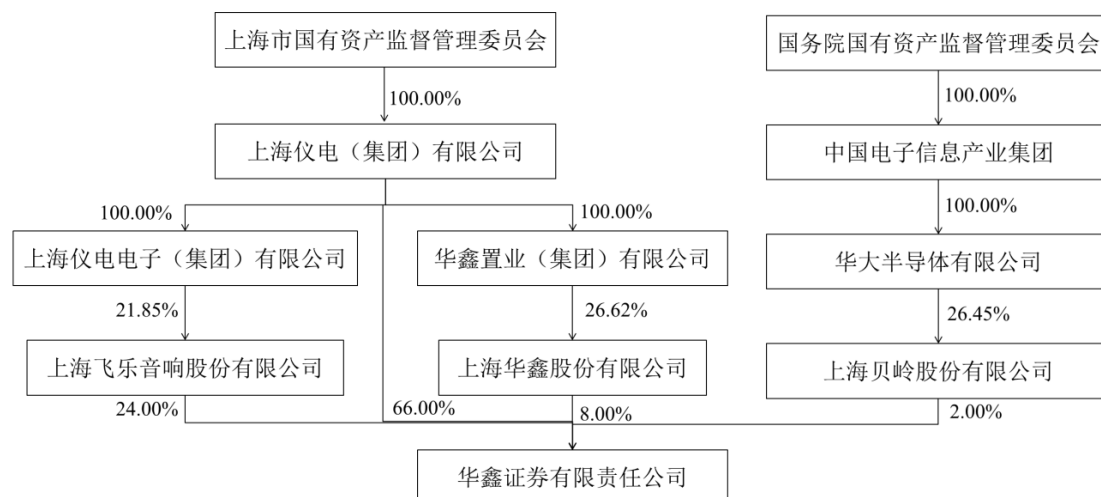 上海市国有资产监督管理委员会
国务院国有资产监督管理委员会
100.00%
100.00%
上海仪电（集团）有限公司
中国电子信息产业集团
100.00%
100.00%
100.00%
上海仪电电子（集团）有限公司
华鑫置业（集团）有限公司
华大半导体有限公司
21.85%
26.62%
26.45%
上海飞乐音响股份有限公司
上海华鑫股份有限公司
上海贝岭股份有限公司
24.00%
66.00%
8.00%
2.00%
华鑫证券有限责任公司